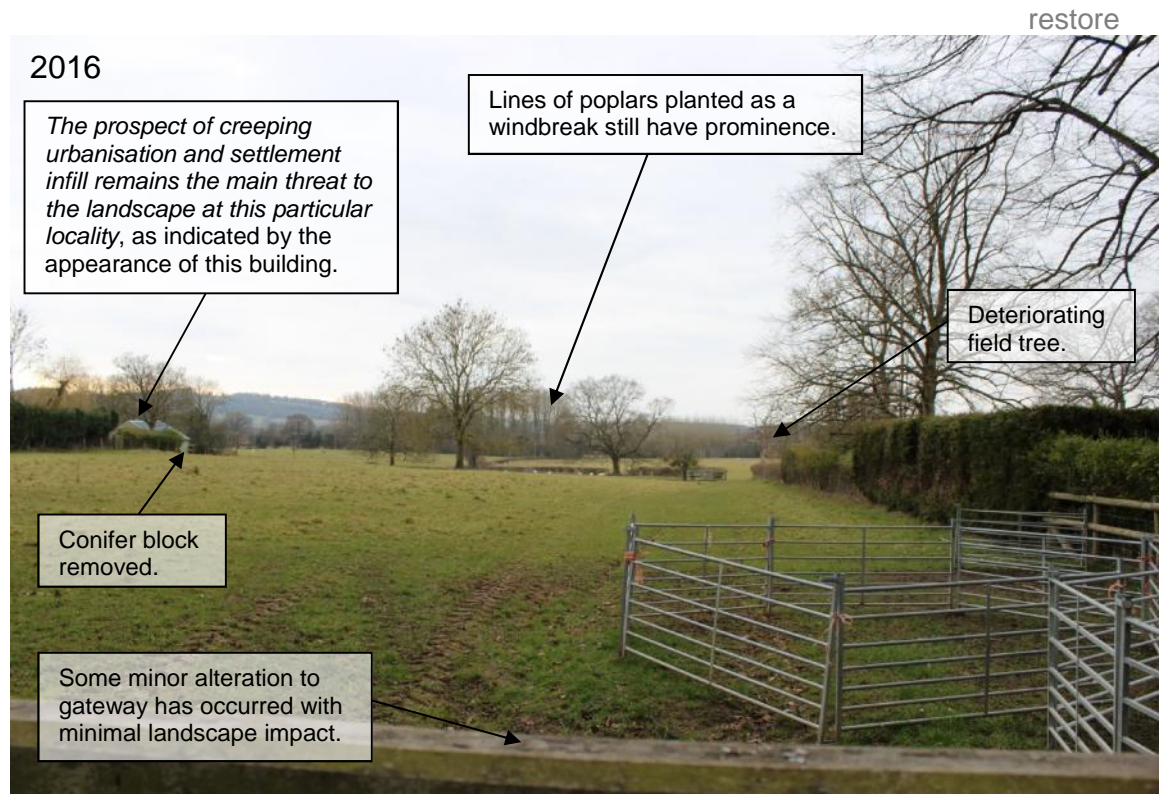 restore
2016
The prospect of creeping
urbanisation and settlement
infill remains the main threat to
the landscape at this particular
locality, as indicated by the
appearance of this building.
Lines of poplars planted as a
windbreak still have prominence.
Deteriorating
field tree.
Conifer block
removed.
Some minor alteration to
gateway has occurred with
minimal landscape impact.